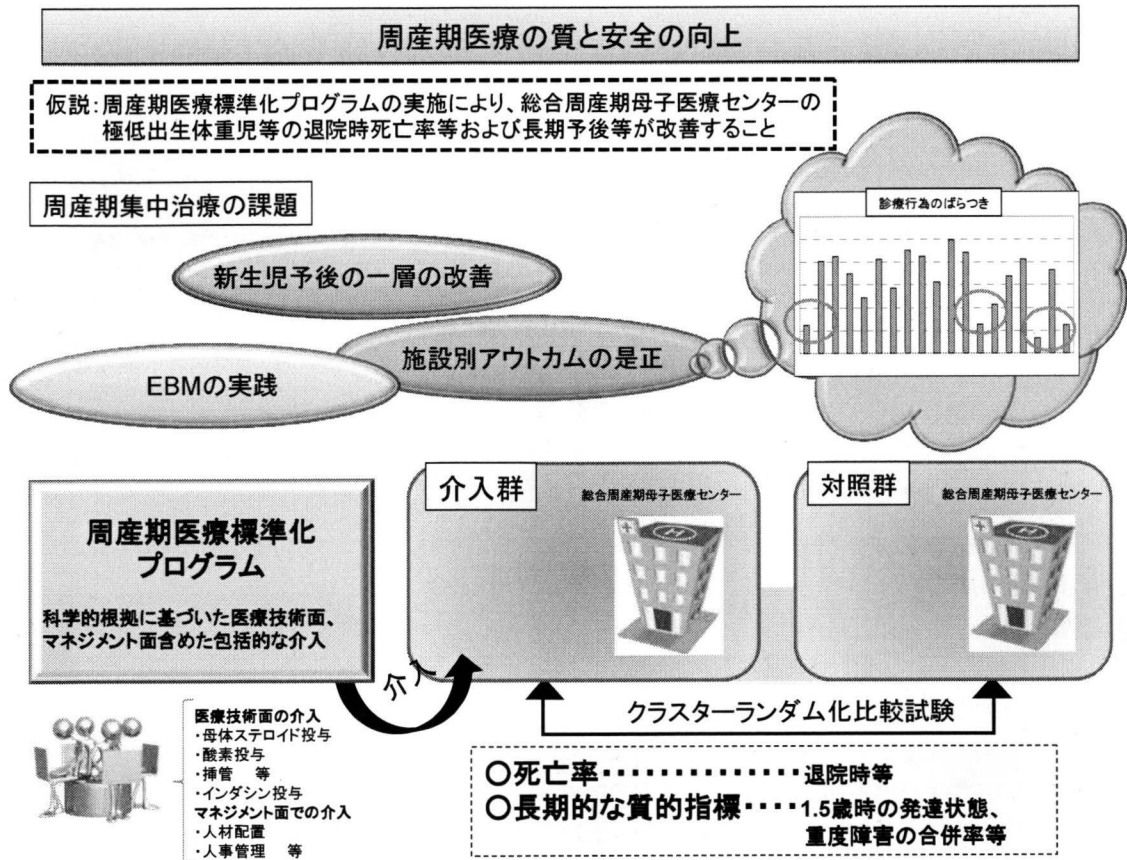 周産期医療の質と安全の向上
仮説：周産期医療標準化プログラムの実施により、総合周産期母子医療センターの
極低出生体重児等の退院時死亡率等および長期予後等が改善すること
周産期集中治療の課題
診療行為のばらつき
新生児予後の一層の改善
施設別アウトカムの是正
EBMの実践
周産期医療標準化
プログラム
科学的根拠に基づいた医療技術面、
マネジメント面含めた包括的な介入
介入
介入群
総合周産期母子医療センター
H
対照群
総合周産期母子医療センター
H
クラスターランダム化比較試験
医療技術面の介入
・母体ステロイド投与
・酸素投与
・挿管　等
・インダシン投与
マネジメント面での介入
・人材配置
・人事管理　等
○死亡率・・・・・・・・・・・・・・退院時等
○長期的な質的指標・・・・1.5歳時の発達状態、
重度障害の合併率等